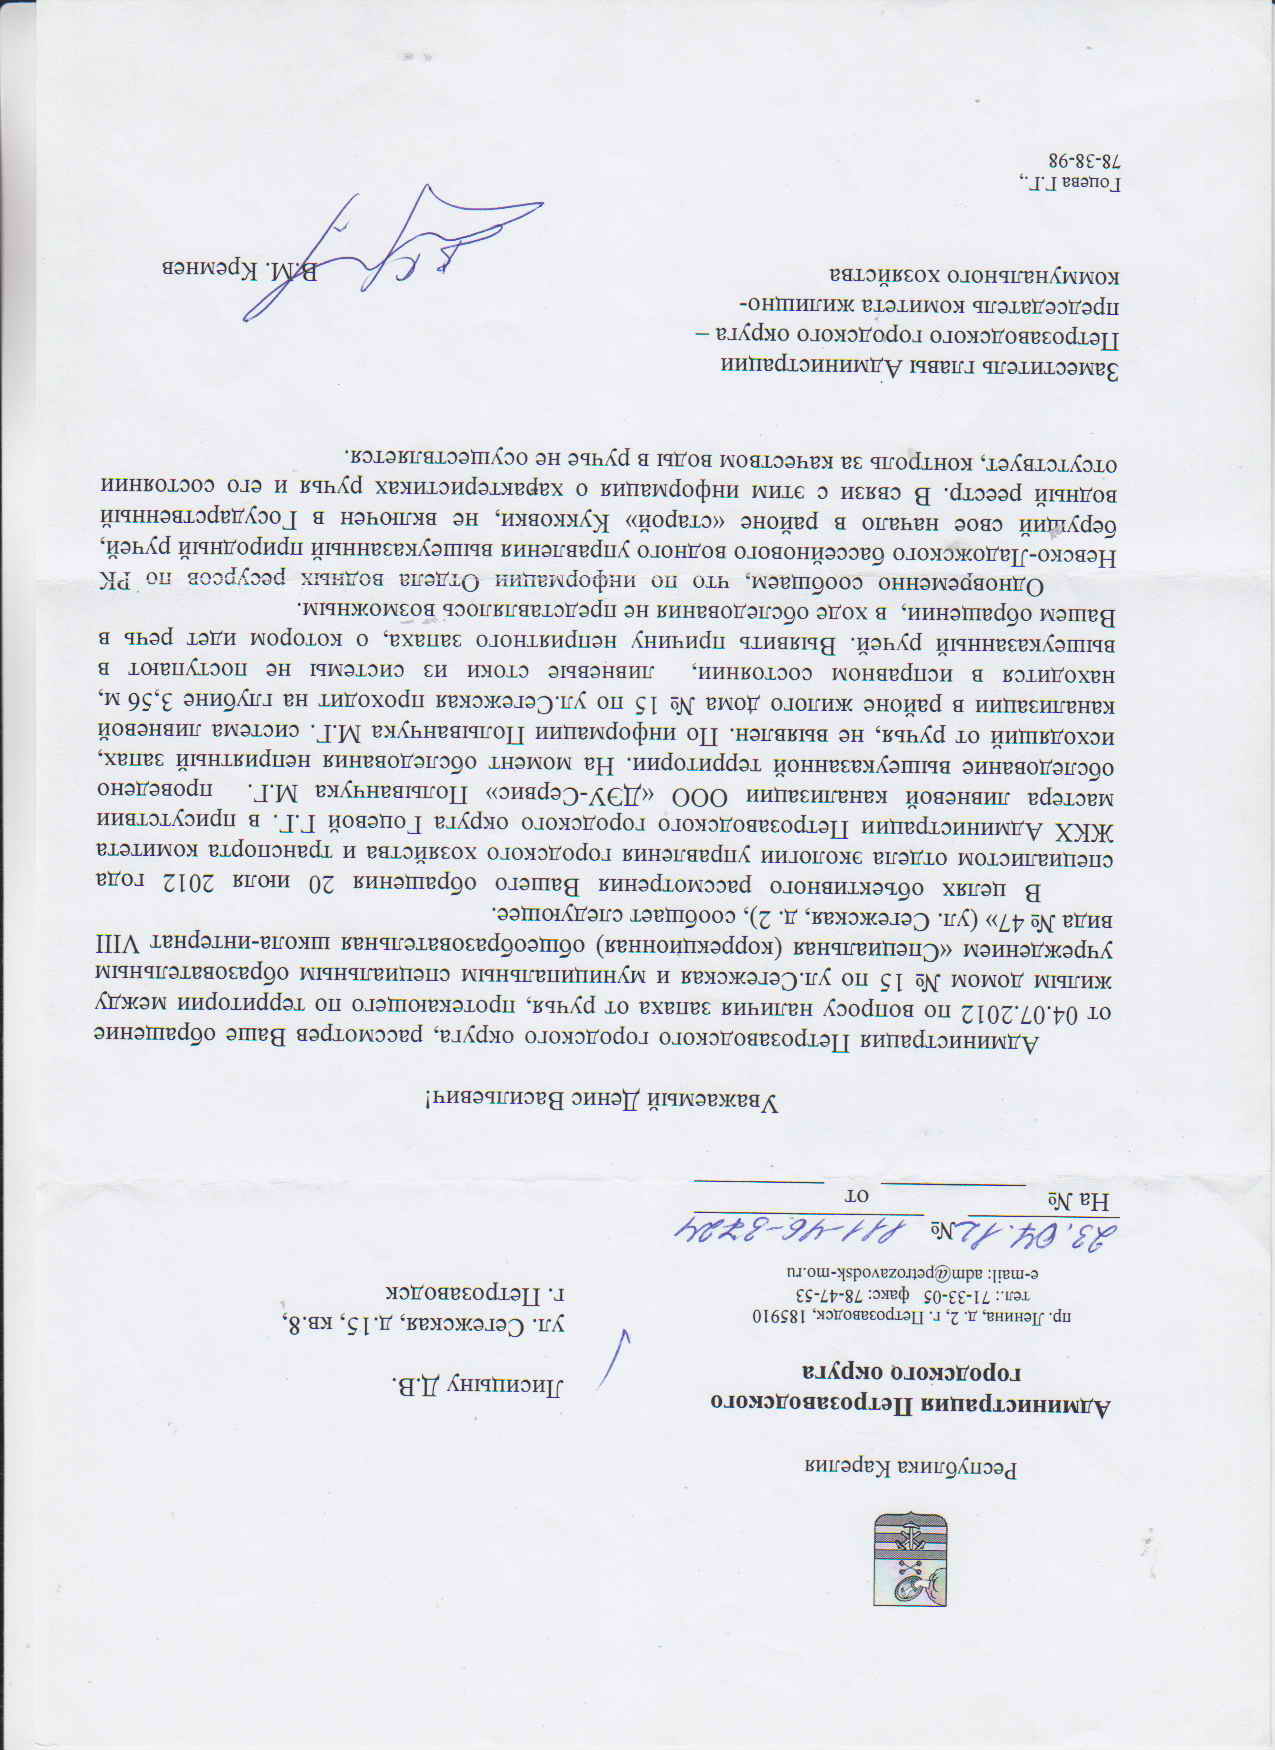 Республика Карелия
Администрация Петрозаводского
городского округа
пр. Ленина, д. 2, г. Петрозаводск, 185910
тел.: 71-33-05 факс: 78-47-53
e-mail: adm@petrozavodsk-mo.ru
23.07.12 № 111-46-3724
На № от
Лисицыну Д.В.
ул. Сегежская, д.15, кв.8,
г. Петрозаводск
Уважаемый Денис Васильевич!
Администрация Петрозаводского городского округа, рассмотрев Ваше обращение
от 04.07.2012 по вопросу наличия запаха от ручья, протекающего по территории между
жилым домом № 15 по ул.Сегежская и муниципальным специальным образовательным
учреждением «Специальная (коррекционная) общеобразовательная школа-интернат VIII
вида № 47» (ул. Сегежская, д. 2), сообщает следующее.
В целях объективного рассмотрения Вашего обращения 20 июля 2012 года
специалистом отдела экологии управления городского хозяйства и транспорта комитета
ЖКХ Администрации Петрозаводского городского округа Гоцевой Г.Г. в присутствии
мастера ливневой канализации ООО «ДЭУ-Сервис» Полыванчука М.Г. проведено
обследование вышеуказанной территории. На момент обследования неприятный запах,
исходящий от ручья, не выявлен. По информации Полыванчука М.Г. система ливневой
канализации в районе жилого дома № 15 по ул.Сегежская проходит на глубине 3,56 м,
находится в исправном состоянии, ливневые стоки из системы не поступают в
вышеуказанный ручей. Выявить причину неприятного запаха, о котором идет речь в
Вашем обращении, в ходе обследования не представлялось возможным.
Одновременно сообщаем, что по информации Отдела водных ресурсов по РК
Невско-Ладожского бассейнового водного управления вышеуказанный природный ручей,
берущий свое начало в районе «старой» Кукковки, не включен в Государственный
водный реестр. В связи с этим информация о характеристиках ручья и его состоянии
отсутствует, контроль за качеством воды в ручье не осуществляется.
Заместитель главы Администрации
Петрозаводского городского округа –
председатель комитета жилищно-
коммунального хозяйства
В.М. Кремнев
Гоцева Г.Г.,
78-38-98